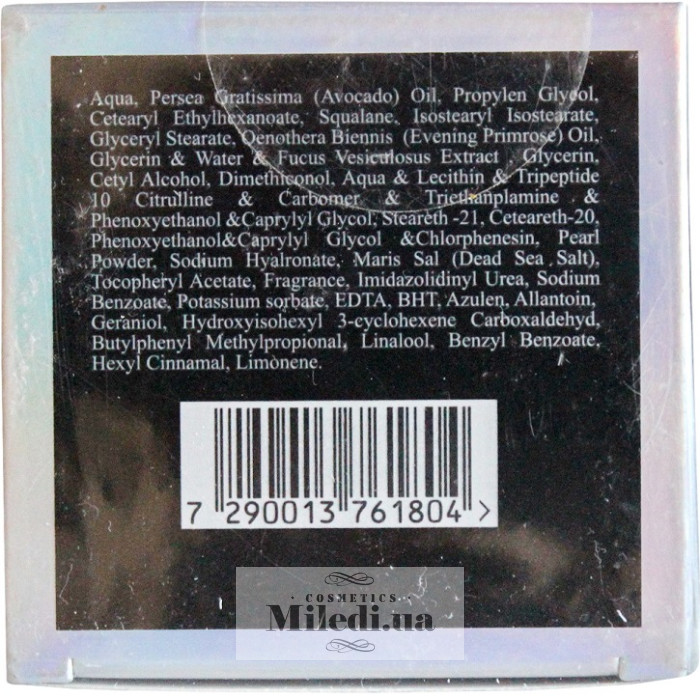 Aqua, Persea Gratissima (Avocado) Oil, Propylen Glycol,
Cetearyl Ethylhexanoate, Squalane, Isostearyl Isostearate,
Glyceryl Stearate, Oenothera Biennis (Evening Primrose) Oil,
Glycerin & Water & Fucus Vesiculosus Extract , Glycerin,
Cetyl Alcohol, Dimethiconol, Aqua & Lecithin & Tripeptide
10 Citrulline & Carbomer & Triethanplamine &
Phenoxyethanol &Caprylyl Glycol, Steareth -21, Ceteareth-20,
Phenoxyethanol&Caprylyl Glycol &Chlorphenesin, Pearl
Powder, Sodium Hyalronate, Maris Sal (Dead Sea Salt),
Tocopheryl Acetate, Fragrance, Imidazolidinyl Urea, Sodium
Benzoate, Potassium sorbate, EDTA, BHT, Azulen, Allantoin,
Geraniol, Hydroxyisohexyl 3-cyclohexene Carboxaldehyd,
Butylphenyl Methylpropional, Linalool, Benzyl Benzoate,
Hexyl Cinnamal, Limonene.
7 290013 761804 >
· COSMETICS ·
Miledi.ua